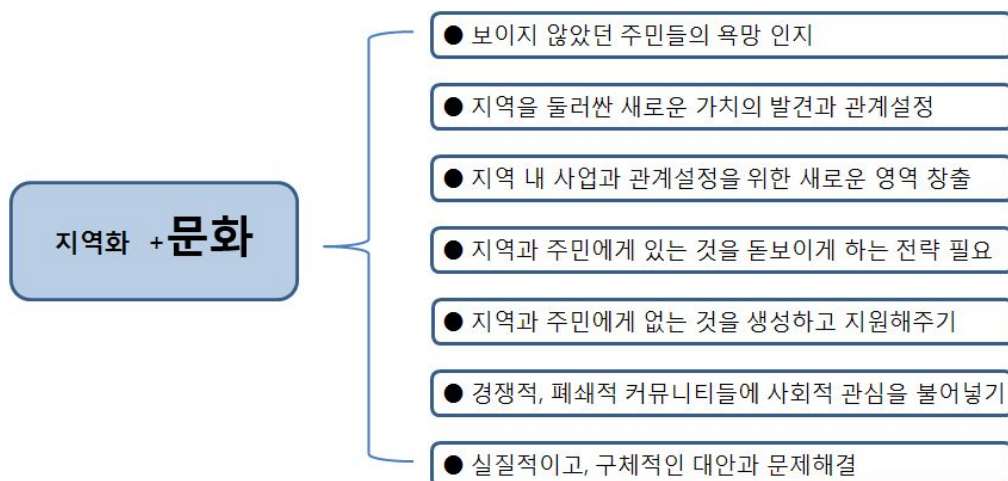 지역화 +문화
● 보이지 않았던 주민들의 욕망 인지
● 지역을 둘러싼 새로운 가치의 발견과 관계설정
● 지역 내 사업과 관계설정을 위한 새로운 영역 창출
● 지역과 주민에게 있는 것을 돋보이게 하는 전략 필요
● 지역과 주민에게 없는 것을 생성하고 지원해주기
● 경쟁적, 폐쇄적 커뮤니티들에 사회적 관심을 불어넣기
● 실질적이고, 구체적인 대안과 문제해결